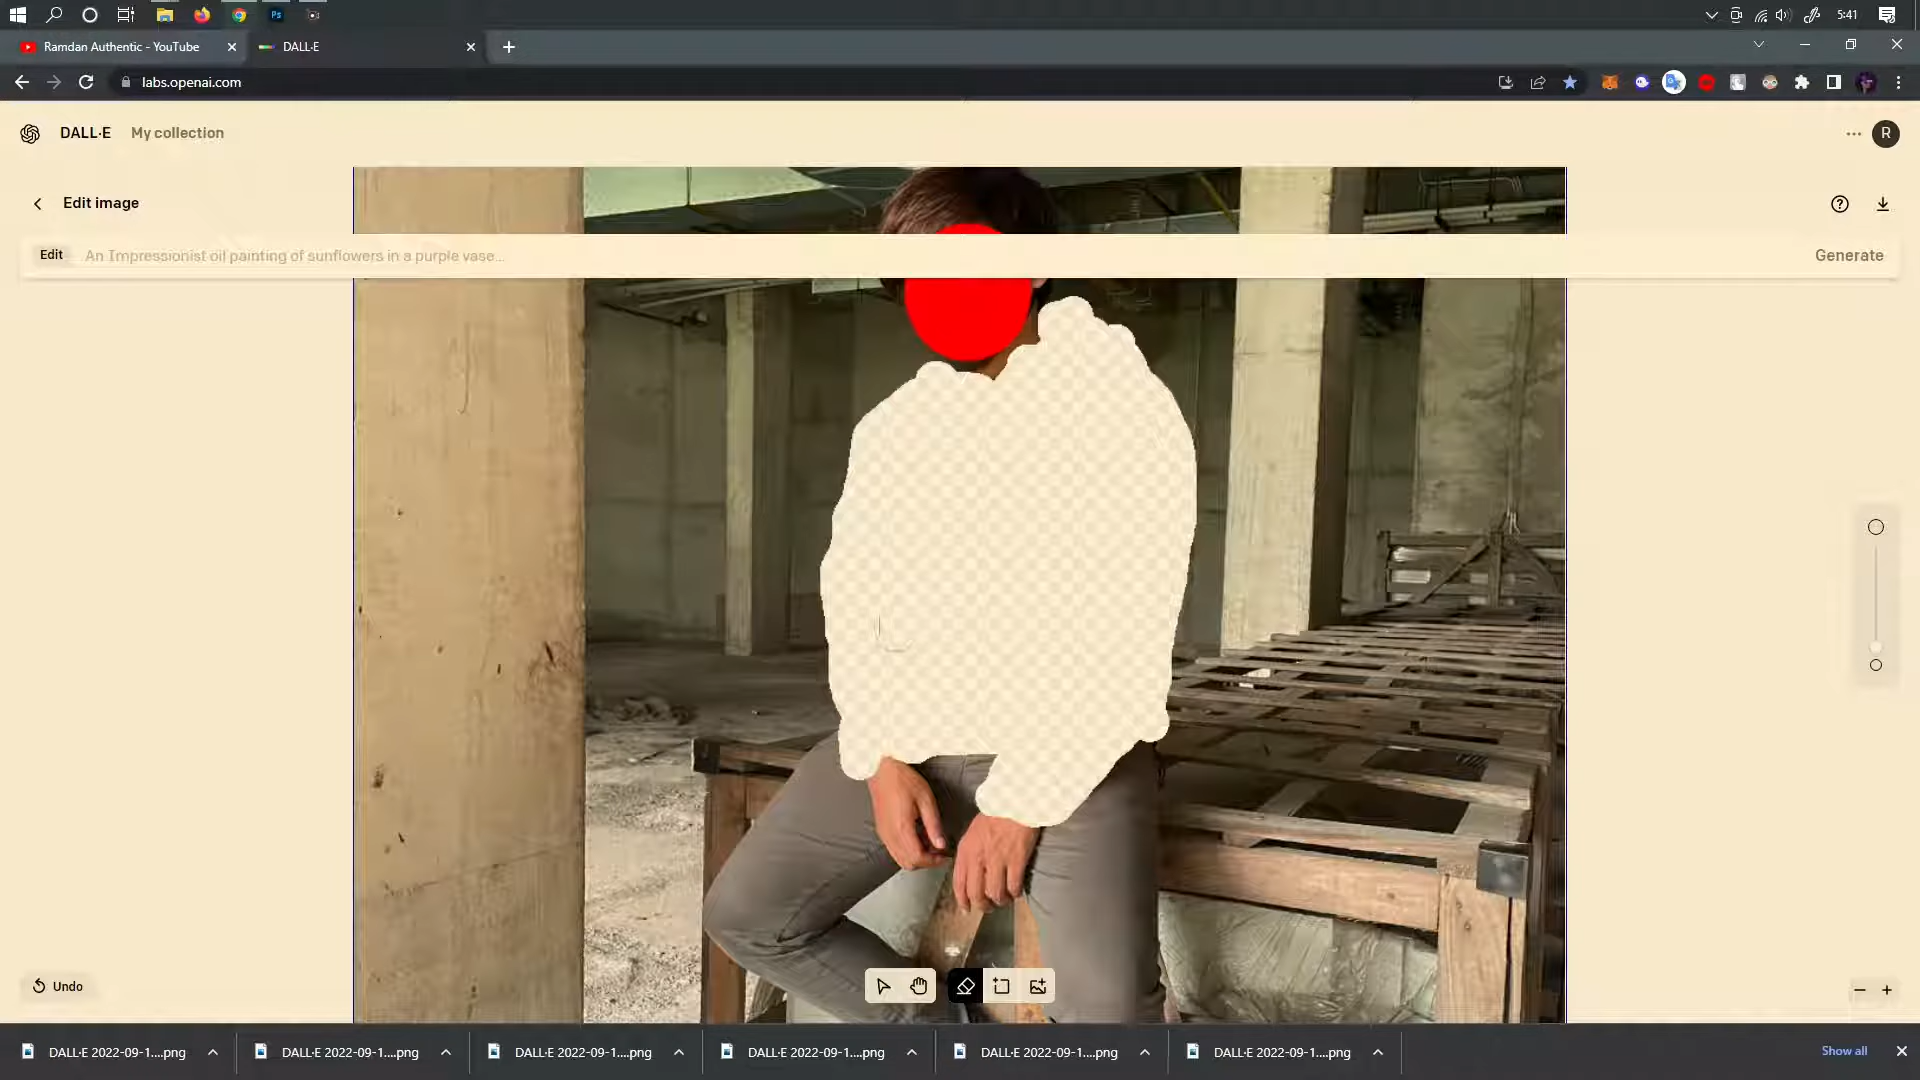 Ps
5:41
Ramdan Authentic - YouTube
DALL·E
labs.openai.com
DALL·E
My collection
R
Edit image
Edit
An Impressionist oil painting of sunflowers in a purple vase...
Generate
Undo
DALL·E 2022-09-1....png
DALL·E 2022-09-1....png
DALL·E 2022-09-1....png
DALL·E 2022-09-1....png
DALL·E 2022-09-1....png
DALL·E 2022-09-1....png
Show all